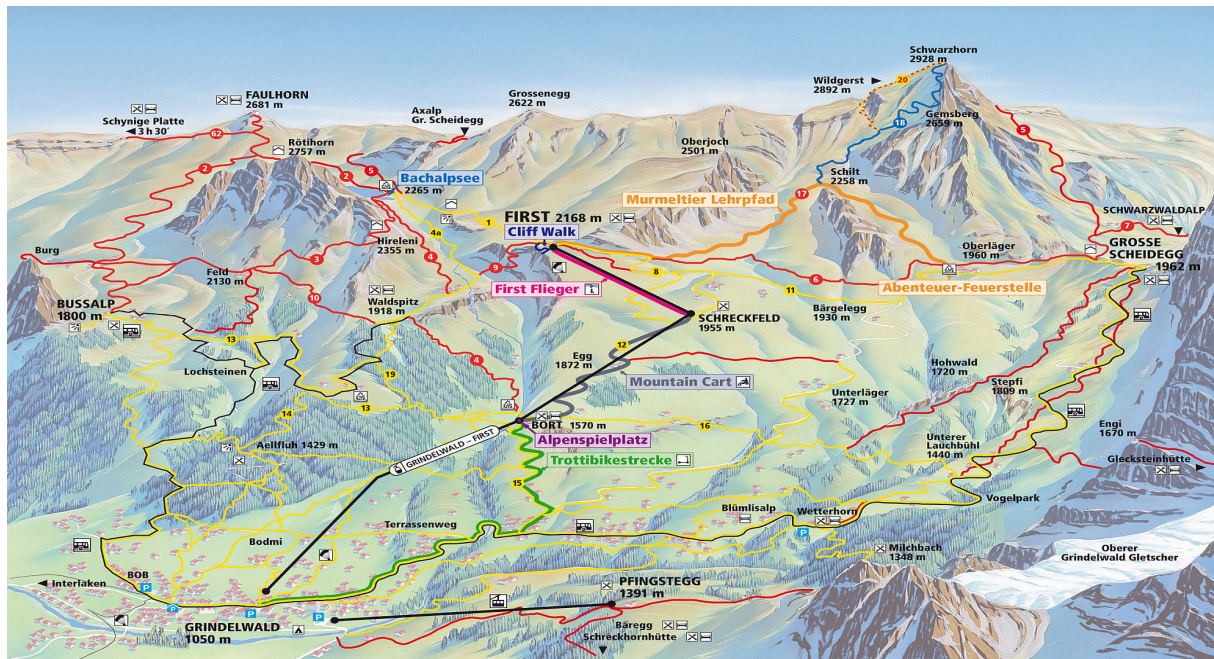 Schwarzhorn
2928 m
20
Wildgerst
2892 m
FAULHORN
2681 m
Grossenegg
2622 m
Axalp
Gr. Scheidegg
Schynige Platte
3 h 30´
62
18
Gemsberg
2659 m
5
Rötihorn
2757 m
Oberjoch
2501 m
2
2
5
Bachalpsee
2265 m
Schilt
2258 m
17
Murmeltier Lehrpfad
1
FIRST 2168 m
Cliff Walk
SCHWARZWALDALP
7
4a
Hireleni
2355 m
Burg
3
4
9
8
6
Oberläger
1960 m
GROSSE
SCHEIDEGG
1962 m
Feld
2130 m
10
Waldspitz
1918 m
First Flieger
11
Abenteuer-Feuerstelle
BUSSALP
1800 m
Bärgelegg
1930 m
SCHRECKFELD
1955 m
13
12
Egg
1872 m
4
Lochsteinen
19
Mountain Cart
Hohwald
1720 m
Stepfi
1809 m
Unterläger
1727 m
14
13
BORT 1570 m
16
Alpenspielplatz
Engi
1670 m
Aellfluh 1429 m
GRINDELWALD – FIRST
Trottibikestrecke
Unterer
Lauchbühl
1440 m
Glecksteinhütte
15
Vogelpark
Blümlisalp
Wetterhorn
Terrassenweg
P
Bodmi
Milchbach
1348 m
Oberer
Grindelwald Gletscher
Interlaken
BOB
P
PFINGSTEGG
1391 m
P
P
P
GRINDELWALD
1050 m
Bäregg
Schreckhornhütte